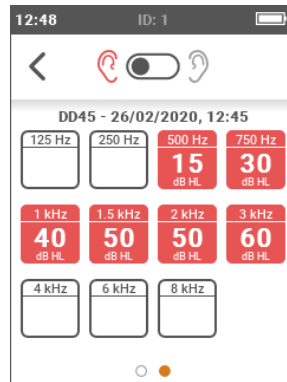 12:48 ID: 1
DD45 - 26/02/2020, 12:45
125 Hz 250 Hz 500 Hz 750 Hz
15 30
dB HL dB HL
1 kHz 1.5 kHz 2 kHz 3 kHz
40 50 50 60
dB HL dB HL dB HL dB HL
4 kHz 6 kHz 8 kHz